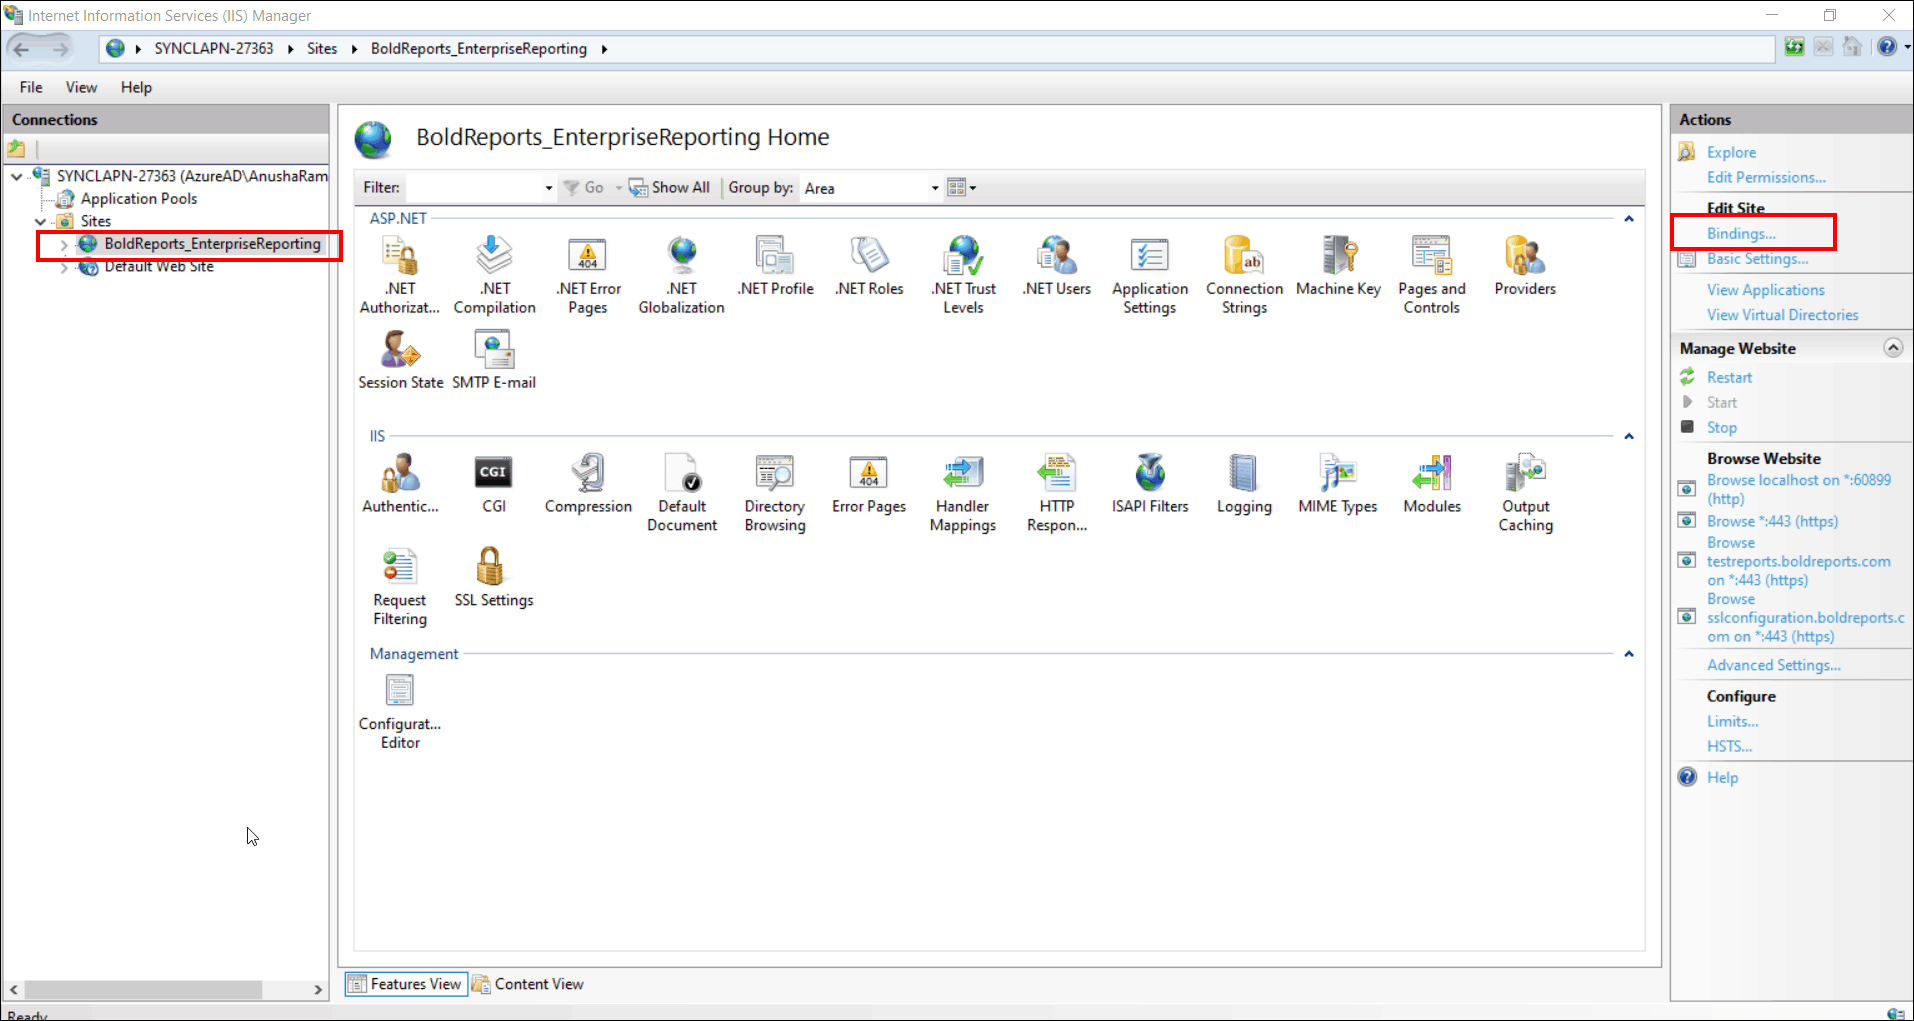 Internet Information Services (IIS) Manager
SYNCLAPN-27363 Sites BoldReports_EnterpriseReporting
File View Help
Connections
SYNCLAPN-27363 (AzureAD\AnushaRam
Application Pools
Sites
BoldReports_EnterpriseReporting
Default Web Site
BoldReports_EnterpriseReporting Home
Filter: Go Show All Group by: Area
ASP.NET
.NET Authorizat...
.NET Compilation
.NET Error Pages
.NET Globalization
.NET Profile
.NET Roles
.NET Trust Levels
.NET Users
Application Settings
Connection Strings
Machine Key
Pages and Controls
Providers
Session State
SMTP E-mail
IIS
Authentic...
CGI
CGI
Compression
Default Document
Directory Browsing
404
Error Pages
Handler Mappings
HTTP Respon...
ISAPI Filters
Logging
MIME Types
Modules
Output Caching
Request Filtering
SSL Settings
Management
Configurat... Editor
404
ab
Features View
Content View
Actions
Explore
Edit Permissions...
Edit Site
Bindings...
Basic Settings...
View Applications
View Virtual Directories
Manage Website
Restart
Start
Stop
Browse Website
Browse localhost on *:60899
(http)
Browse *:443 (https)
Browse
testreports.boldreports.com
on *:443 (https)
Browse
sslconfiguration.boldreports.c
om on *:443 (https)
Advanced Settings...
Configure
Limits...
HSTS...
Help
Ready